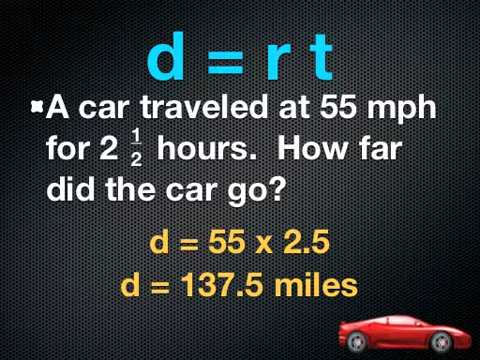 d = r t
A car traveled at 55 mph
for 2 1/2 hours.  How far
did the car go?
d = 55 x 2.5
d = 137.5 miles